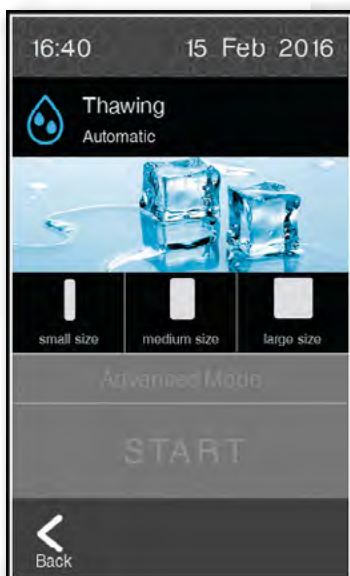 16:40 15 Feb 2016
Thawing
Automatic
small size medium size large size
Advanced Mode
START
Back